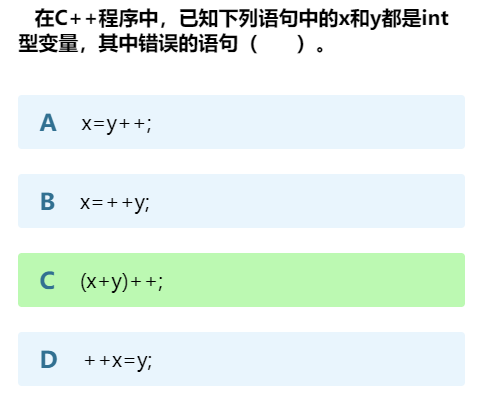 在C++程序中，已知下列语句中的x和y都是int
型变量，其中错误的语句（　　）。
A x=y++;
B x=++y;
C (x+y)++;
D ++x=y;